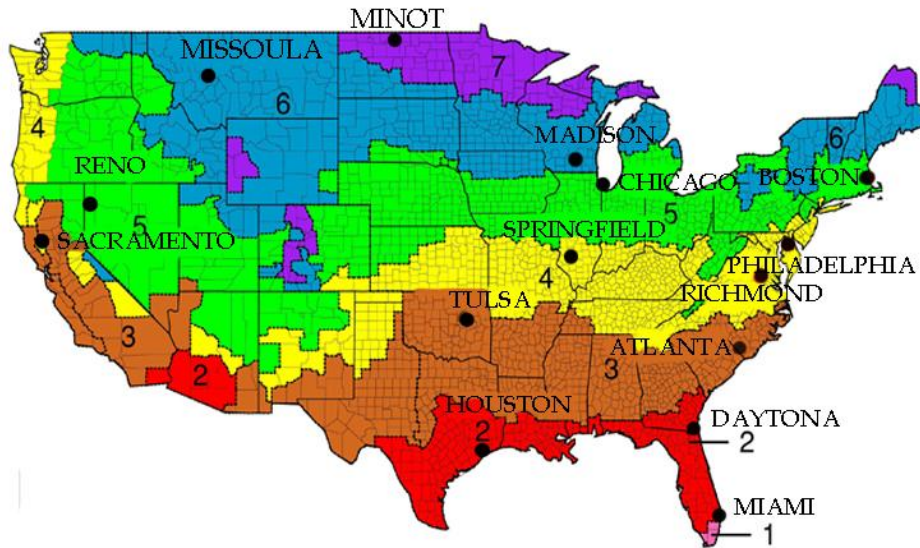 MINOT
MISSOULA
7
6
4
MADISON
6
RENO
CHICAGO
BOSTON
5
5
SACRAMENTO
SPRINGFIELD
4
PHILADELPHIA
RICHMOND
TULSA
3
ATLANTA
3
2
HOUSTON
2
DAYTONA
2
MIAMI
1